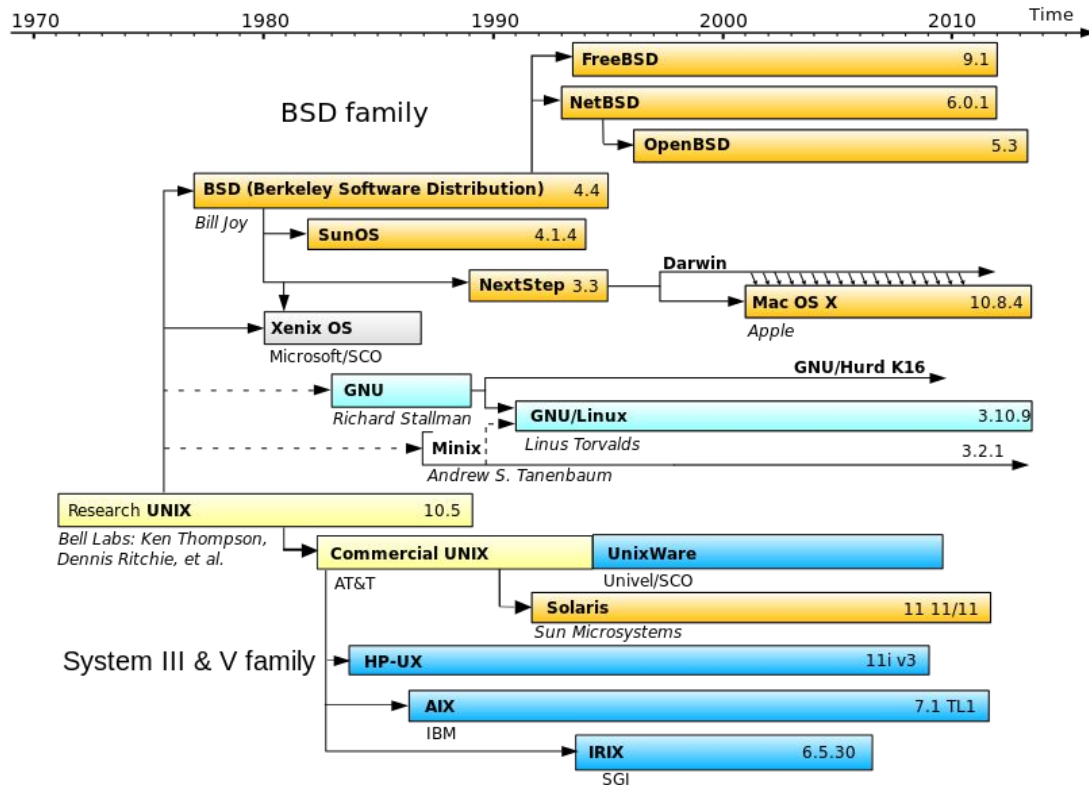 1970 1980 1990 2000 2010 Time
FreeBSD 9.1
NetBSD 6.0.1
BSD family
OpenBSD 5.3
BSD (Berkeley Software Distribution) 4.4
Bill Joy
SunOS 4.1.4
Darwin
NextStep 3.3
Mac OS X 10.8.4
Apple
Xenix OS
Microsoft/SCO
GNU/Hurd K16
GNU
Richard Stallman
GNU/Linux 3.10.9
Linus Torvalds
Minix 3.2.1
Andrew S. Tanenbaum
Research UNIX 10.5
Bell Labs: Ken Thompson,
Dennis Ritchie, et al.
Commercial UNIX UnixWare
AT&T Univel/SCO
Solaris 11 11/11
Sun Microsystems
System III & V family
HP-UX 11i v3
AIX 7.1 TL1
IBM
IRIX 6.5.30
SGI